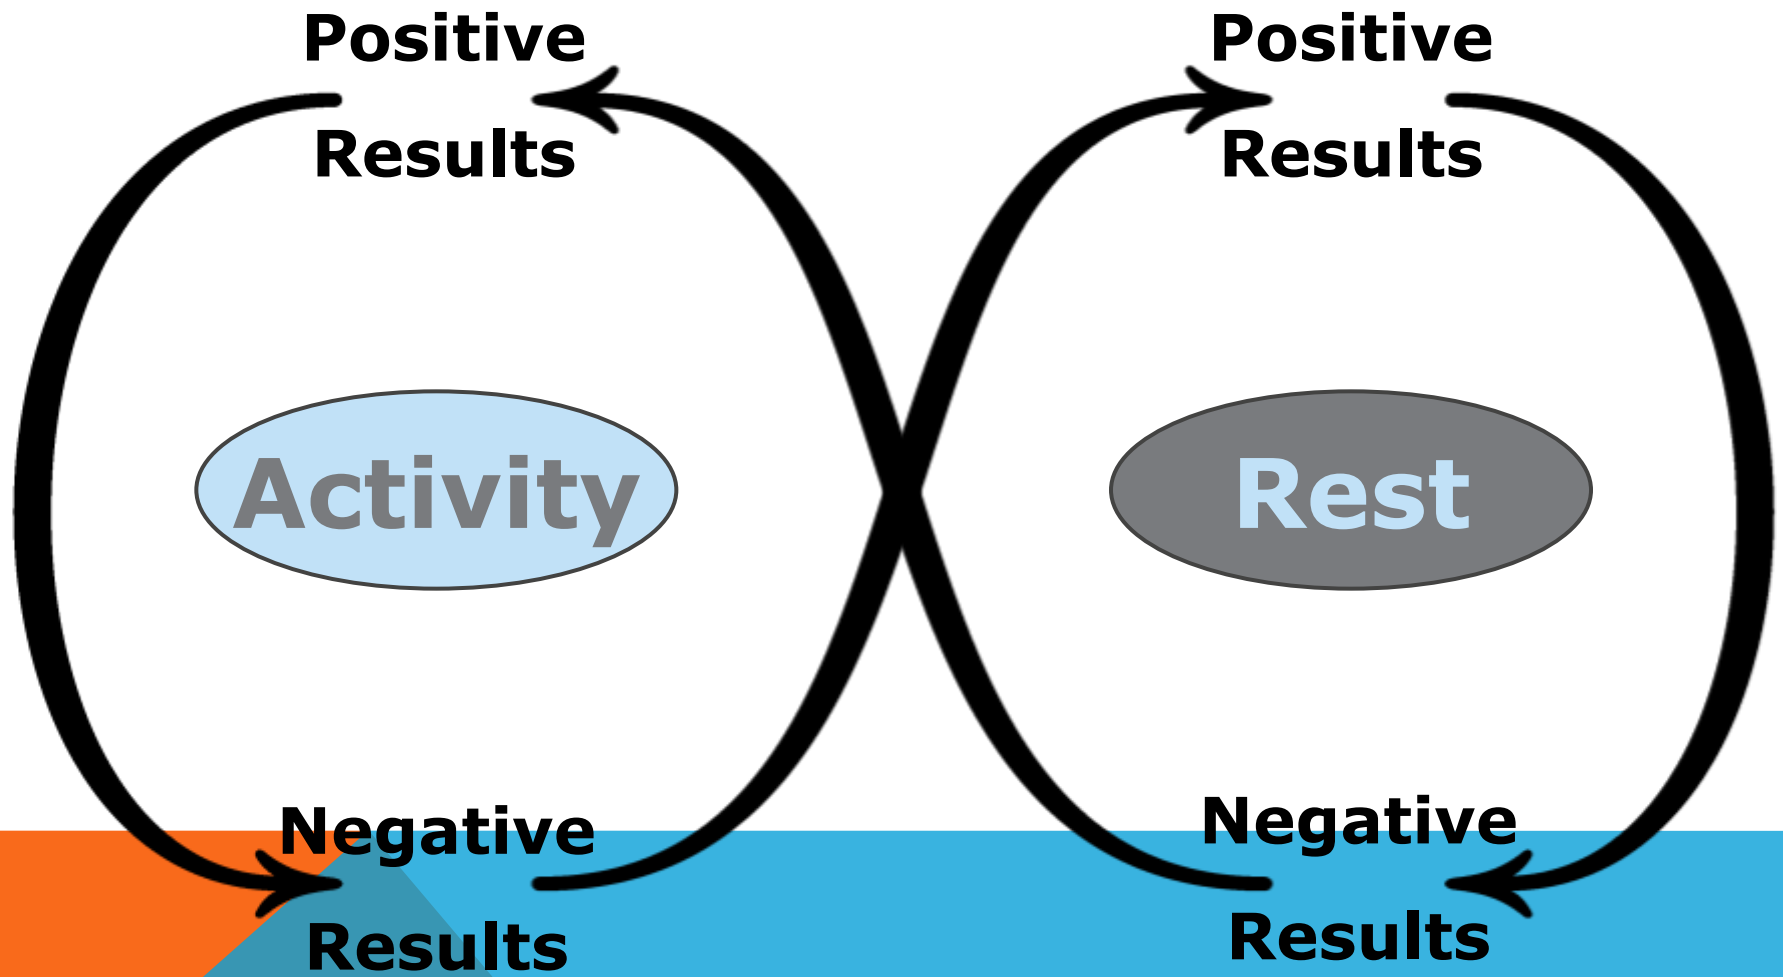 Positive
Results
Positive
Results
Activity
Rest
Negative
Results
Negative
Results